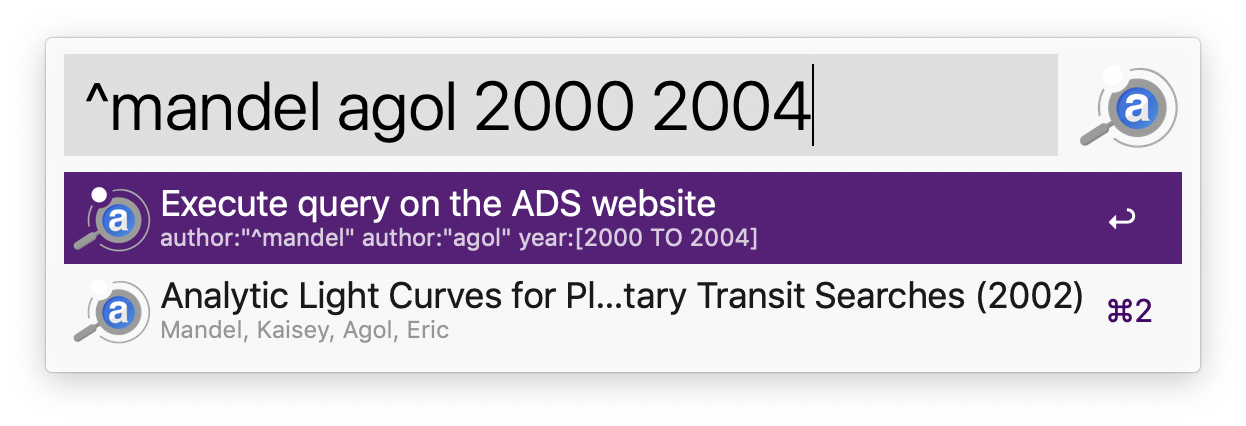 ^mandel agol 2000 2004
a
a Execute query on the ADS website
author:"^mandel" author:"agol" year:[2000 TO 2004]
a Analytic Light Curves for Pl...tary Transit Searches (2002) ⌘2
Mandel, Kaisey, Agol, Eric